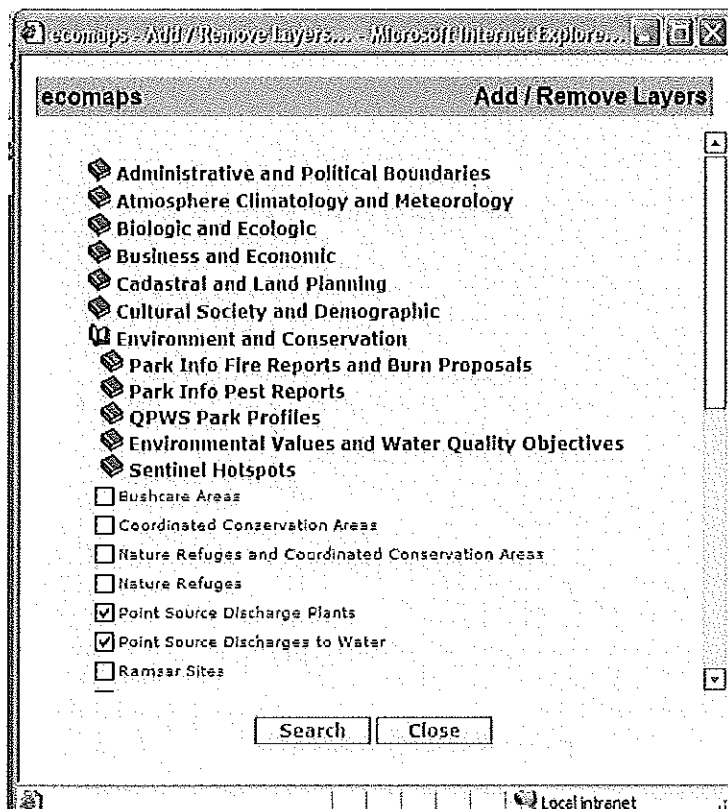 ecomaps - Add / Remove Layers... - Microsoft Internet Explore...
ecomaps Add / Remove Layers
Administrative and Political Boundaries
Atmosphere Climatology and Meteorology
Biologic and Ecologic
Business and Economic
Cadastral and Land Planning
Cultural Society and Demographic
Environment and Conservation
Park Info Fire Reports and Burn Proposals
Park Info Pest Reports
QPWS Park Profiles
Environmental Values and Water Quality Objectives
Sentinel Hotspots
Bushcare Areas
Coordinated Conservation Areas
Nature Refuges and Coordinated Conservation Areas
Nature Refuges
Point Source Discharge Plants
Point Source Discharges to Water
Ramsar Sites
Search Close
Local intranet